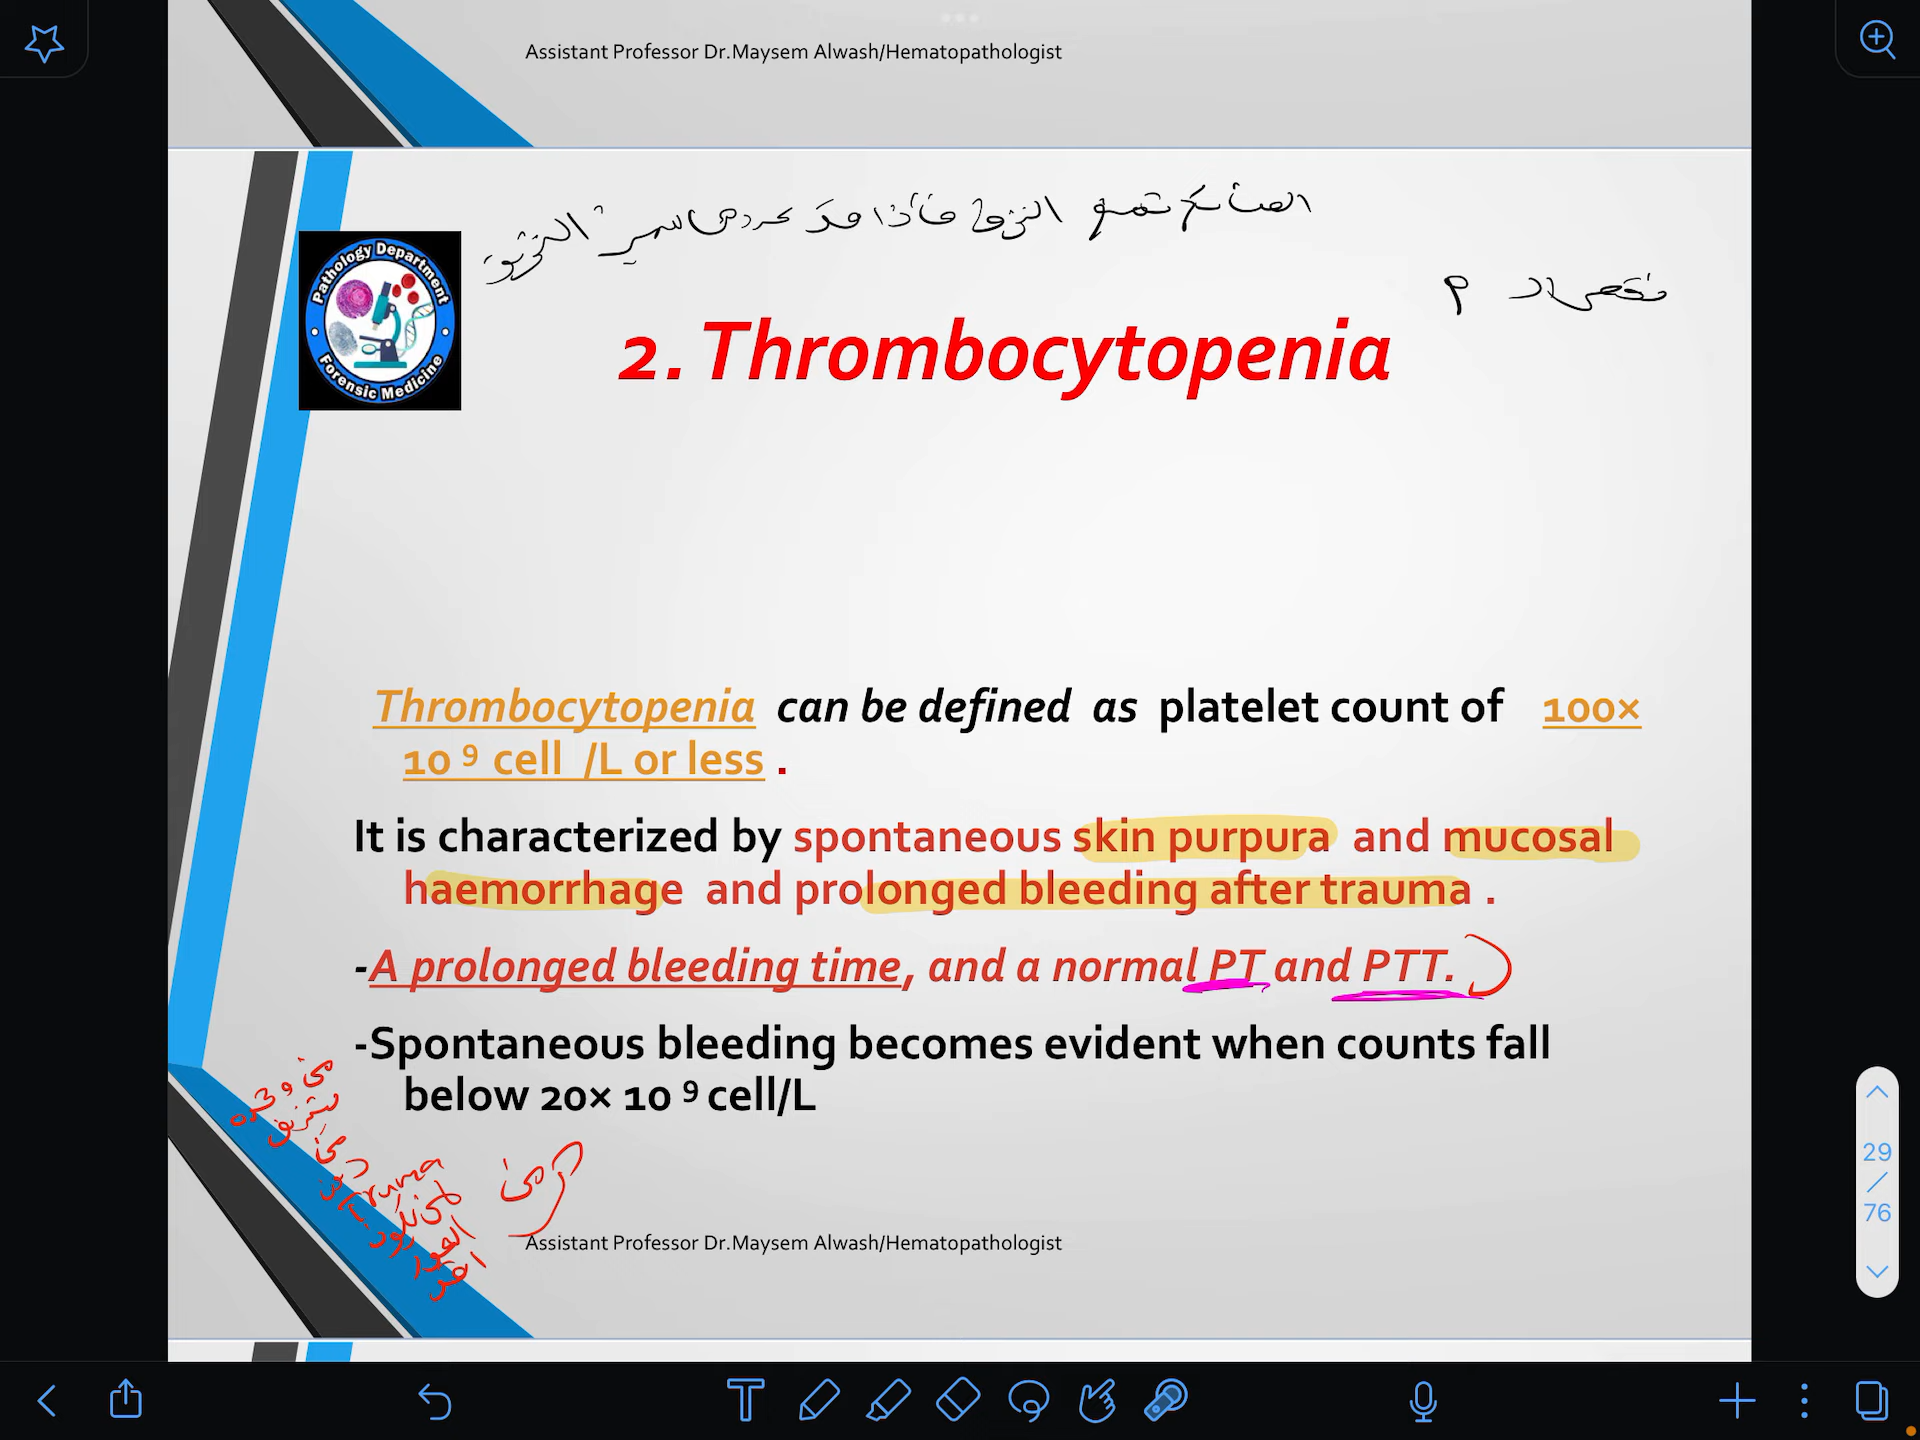 Assistant Professor Dr.Maysem Alwash/Hematopathologist
النزف فأذا
Pathology Department
Forensic Medicine
2. Thrombocytopenia
Thrombocytopenia can be defined as platelet count of 100×
10 ⁹ cell /L or less .
It is characterized by spontaneous skin purpura and mucosal
haemorrhage and prolonged bleeding after trauma .
-A prolonged bleeding time, and a normal PT and PTT.
-Spontaneous bleeding becomes evident when counts fall
below 20× 10 ⁹ cell/L
Assistant Professor Dr.Maysem Alwash/Hematopathologist
29
/
76